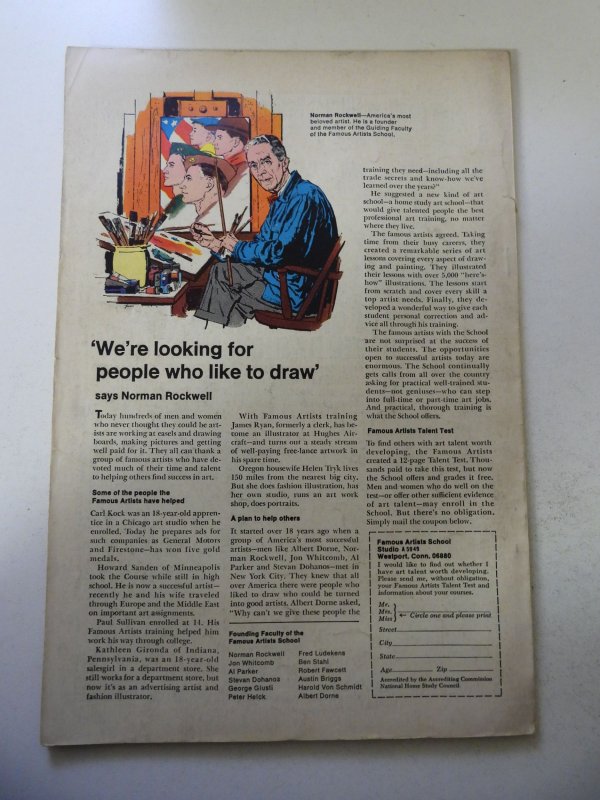 Norman Rockwell—America's most
beloved artist. He is a founder
and member of the Guiding Faculty
of the Famous Artists School.
'We're looking for
people who like to draw'
says Norman Rockwell
Today hundreds of men and women
who never thought they could be art-
ists are working at easels and drawing
boards, making pictures and getting
well paid for it. They all can thank a
group of famous artists who have de-
voted much of their time and talent
to helping others find success in art.
Some of the people the
Famous Artists have helped
Carl Kock was an 18-year-old appren-
tice in a Chicago art studio when he
enrolled. Today he prepares ads for
such companies as General Motors
and Firestone—has won five gold
medals.
Howard Sanden of Minneapolis
took the Course while still in high
school. He is now a successful artist—
recently he and his wife traveled
through Europe and the Middle East
on important art assignments.
Paul Sullivan enrolled at 14. His
Famous Artists training helped him
work his way through college.
Kathleen Gironda of Indiana,
Pennsylvania, was an 18-year-old
salesgirl in a department store. She
still works for a department store, but
now it's as an advertising artist and
fashion illustrator.
With Famous Artists training
James Ryan, formerly a clerk, has be-
come an illustrator at Hughes Air-
craft—and turns out a steady stream
of well-paying free-lance artwork in
his spare time.
Oregon housewife Helen Tryk lives
150 miles from the nearest big city.
But she does fashion illustration, has
her own studio, runs an art work
shop, does portraits.
A plan to help others
It started over 18 years ago when a
group of America's most successful
artists—men like Albert Dorne, Nor-
man Rockwell, Jon Whitcomb, Al
Parker and Stevan Dohanos—met in
New York City. They knew that all
over America there were people who
liked to draw who could be turned
into good artists. Albert Dorne asked,
"Why can't we give these people the
Founding Faculty of the
Famous Artists School
Norman Rockwell
Jon Whitcomb
Al Parker
Stevan Dohanos
George Giusti
Peter Helck
Fred Ludekens
Ben Stahl
Robert Fawcett
Austin Briggs
Harold Von Schmidt
Albert Dorne
training they need—including all the
trade secrets and know-how we've
learned over the years?"
He suggested a new kind of art
school—a home study art school—that
would give talented people the best
professional art training, no matter
where they live.
The famous artists agreed. Taking
time from their busy careers, they
created a remarkable series of art
lessons covering every aspect of draw-
ing and painting. They illustrated
their lessons with over 5,000 "here's-
how" illustrations. The lessons start
from scratch and cover every skill a
top artist needs. Finally, they de-
veloped a wonderful way to give each
student personal correction and ad-
vice all through his training.
The famous artists with the School
are not surprised at the success of
their students. The opportunities
open to successful artists today are
enormous. The School continually
gets calls from all over the country
asking for practical well-trained stu-
dents—not geniuses—who can step
into full-time or part-time art jobs.
And practical, thorough training is
what the School offers.
Famous Artists Talent Test
To find others with art talent worth
developing, the Famous Artists
created a 12-page Talent Test. Thou-
sands paid to take this test, but now
the School offers and grades it free.
Men and women who do well on the
test—or offer other sufficient evidence
of art talent—may enroll in the
School. But there's no obligation.
Simply mail the coupon below.
Famous Artists School
Studio
Westport, Conn. 06880
I would like to find out whether I
have art talent worth developing.
Please send me, without obligation,
your Famous Artists Talent Test and
information about your courses.
Mr.
Mrs.
Miss
← Circle one and please print
Street
City
State
Age Zip
Accredited by the Accrediting Commission
National Home Study Council.